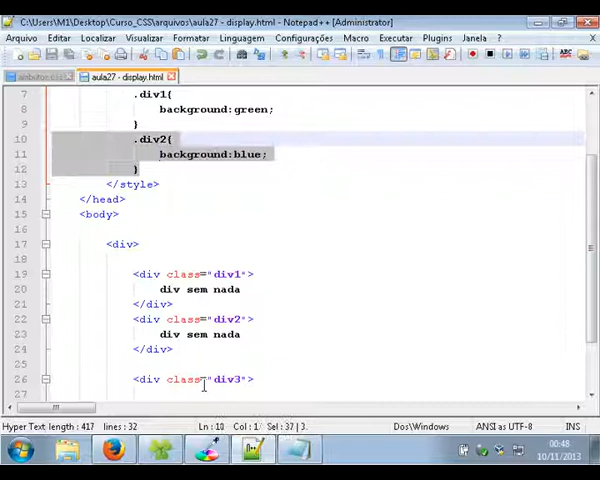 C:\Users\M1\Desktop\Curso_CSS\arquivos\aula27 - display.html - Notepad++ [Administrator]
Arquivo Editar Localizar Visualizar Formatar Linguagem Configurações Macro Executar Plugins Janela ?
aula27 - display.html
7 .div1{
8 background:green;
9 }
10 .div2{
11 background:blue;
12 }
13 </style>
14 </head>
15 <body>
16
17 <div>
18
19 <div class="div1">
20 div sem nada
21 </div>
22 <div class="div2">
23 div sem nada
24 </div>
25
26 <div class="div3">
27
Hyper Text length : 417 lines : 32 Ln : 10 Col : 1 Sel : 37 | 3. Dos\Windows ANSI as UTF-8 INS
00:48
10/11/2013